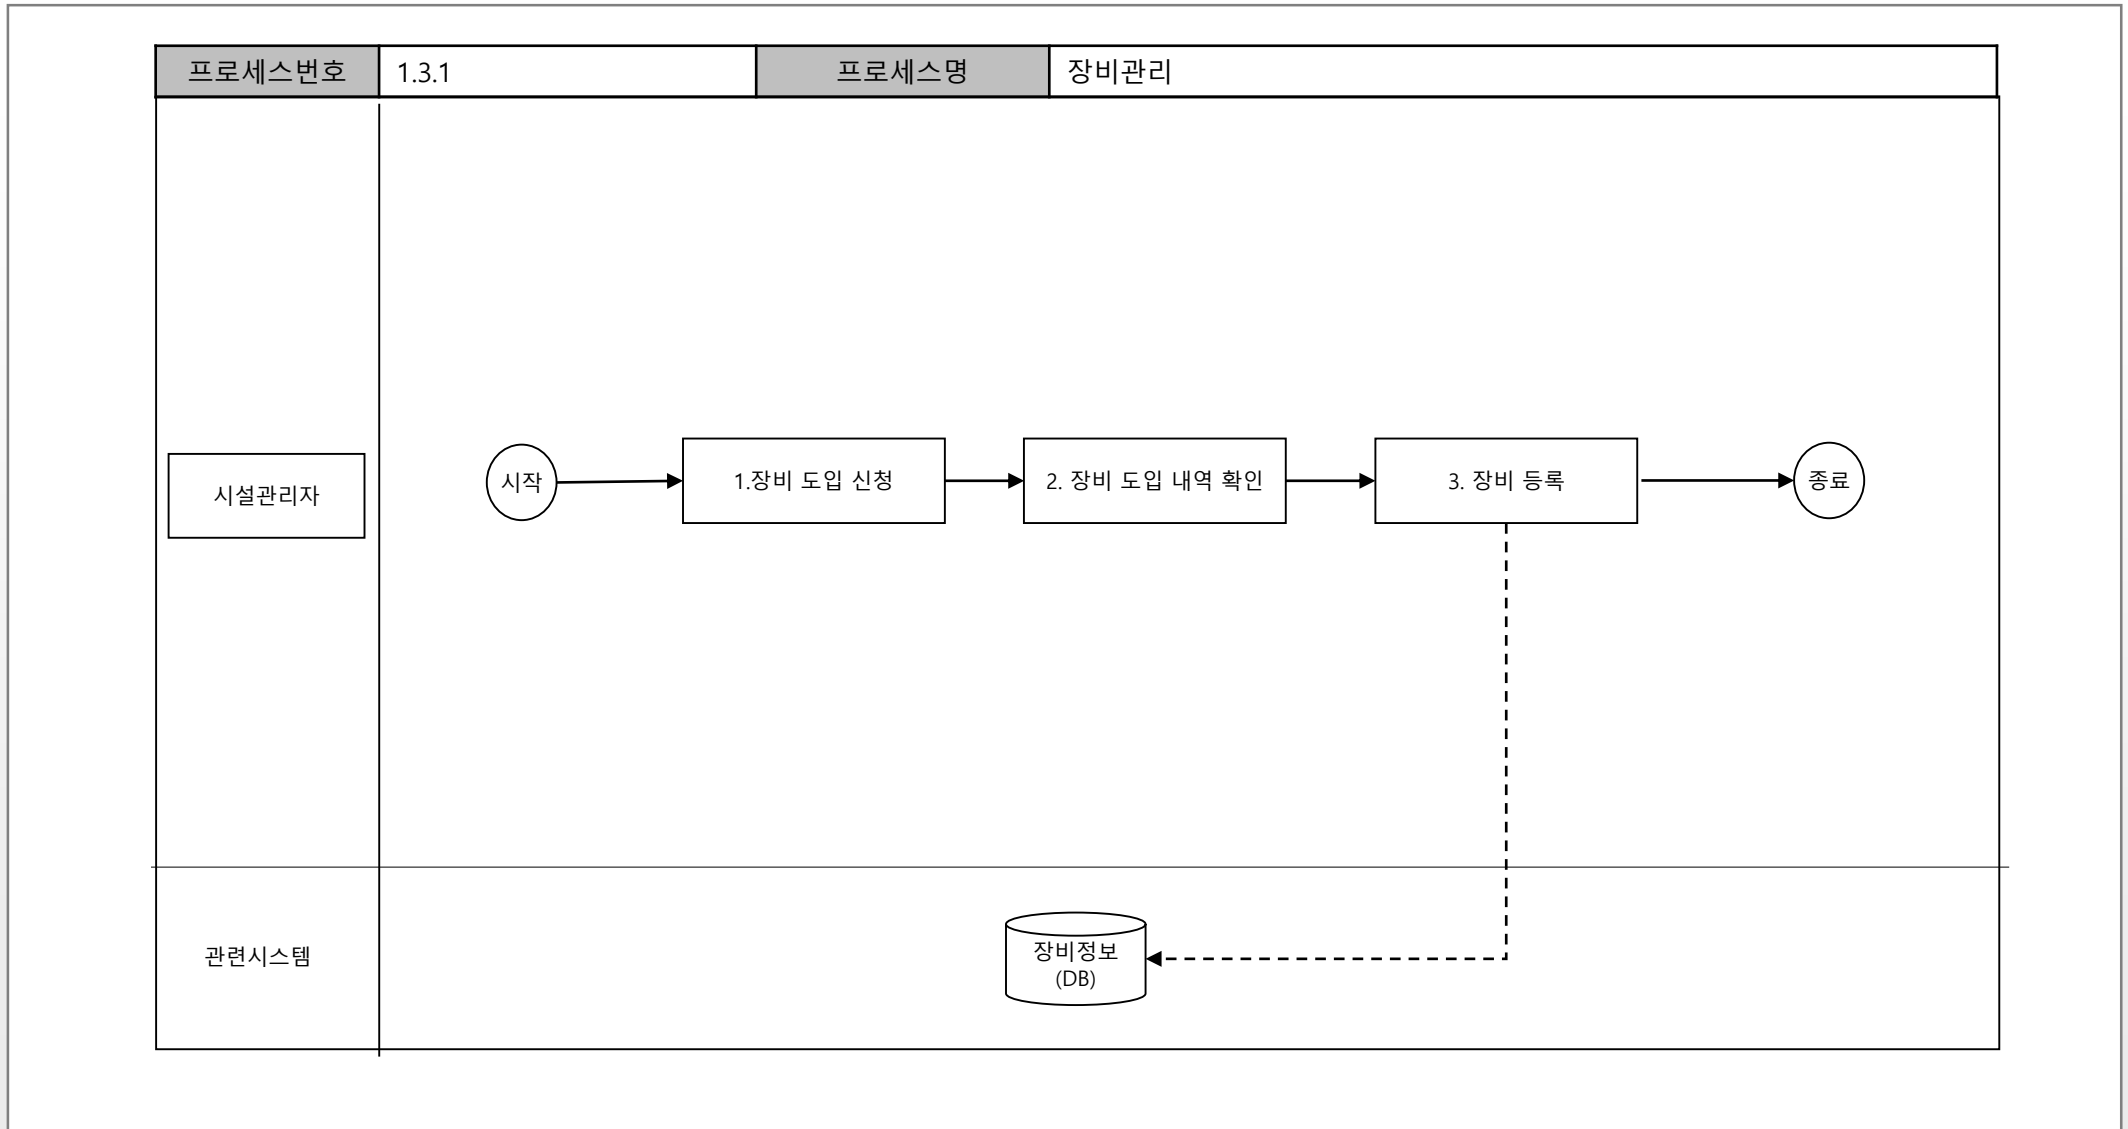 프로세스번호
1.3.1
프로세스명
장비관리
시설관리자
시작
1.장비 도입 신청
2. 장비 도입 내역 확인
3. 장비 등록
종료
관련시스템
장비정보
(DB)